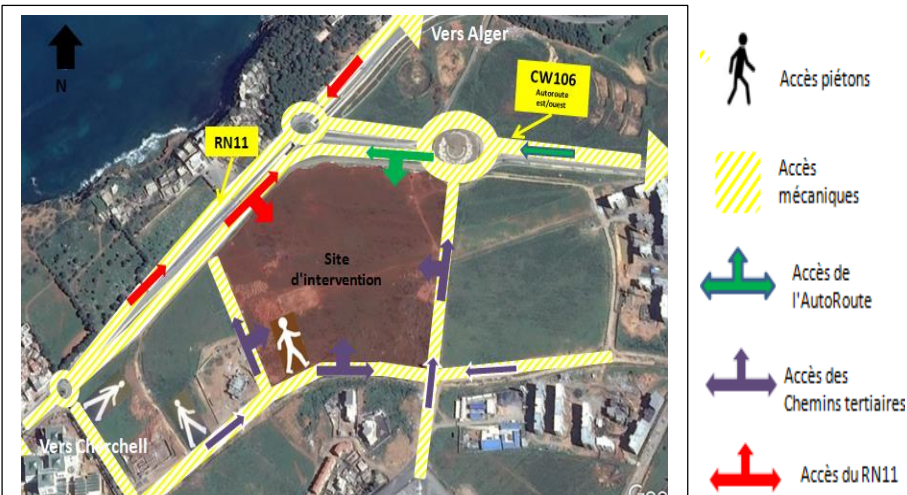 Vers Alger
N
CW106
Autoroute
est/ouest
RN11
Site
d'intervention
Vers Cherchell
Goo
Accès piétons
Accès
mécaniques
Accès de
l'AutoRoute
Accès des
Chemins tertiaires
Accès du RN11